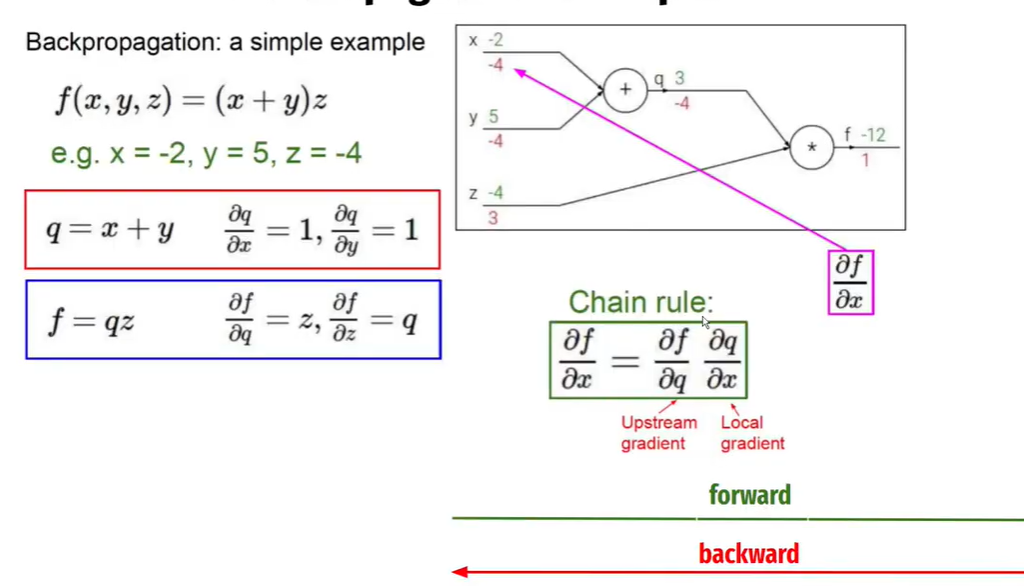 Backpropagation: a simple example
f(x, y, z) = (x + y)z
e.g. x = -2, y = 5, z = -4
q = x + y ∂q/∂x = 1, ∂q/∂y = 1
f = qz ∂f/∂q = z, ∂f/∂z = q
x -2
-4
y 5
-4
z -4
3
+
q 3
-4
*
f -12
1
∂f/∂x
Chain rule:
∂f/∂x = ∂f/∂q ∂q/∂x
Upstream gradient
Local gradient
forward
backward